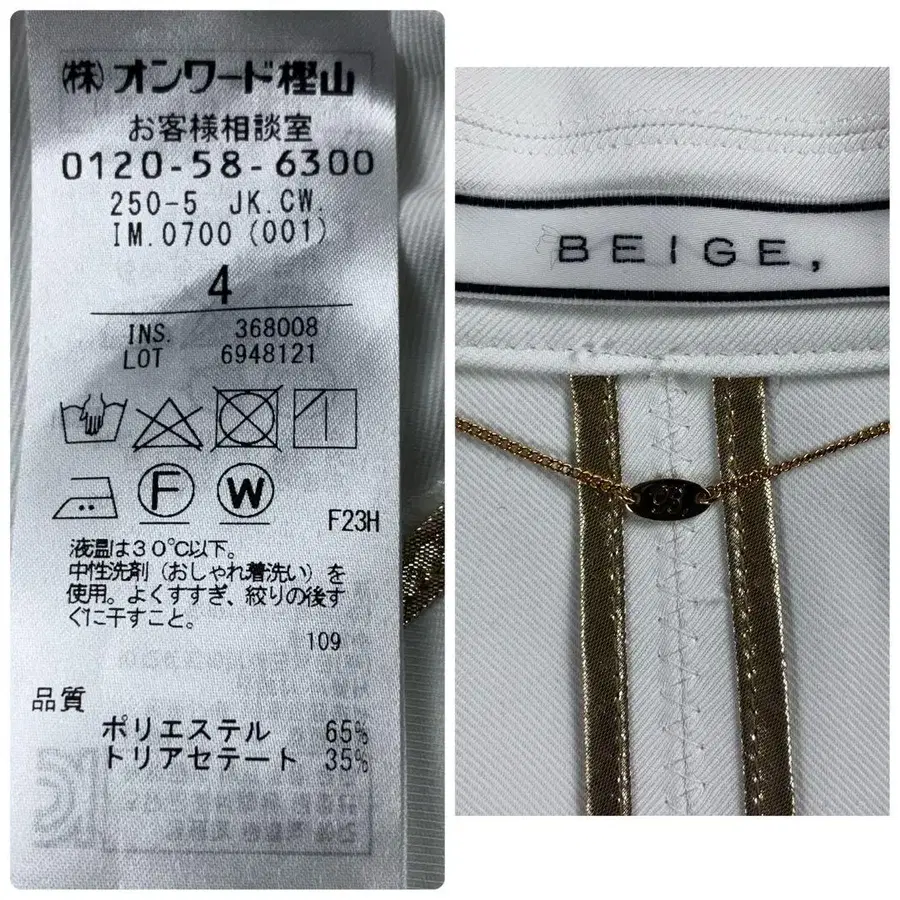 (株)オンワード樫山
お客様相談室
0120-58-6300
250-5 JK.CW.
IM.0700 (001)
4
INS. 368008
LOT 6948121
F
W
F23H
液温は30℃以下。
中性洗剤(おしゃれ着洗い)を
使用。よくすすぎ、絞りの後す
ぐに干すこと。
109
品質
ポリエステル 65%
トリアセテート 35%
BEIGE,